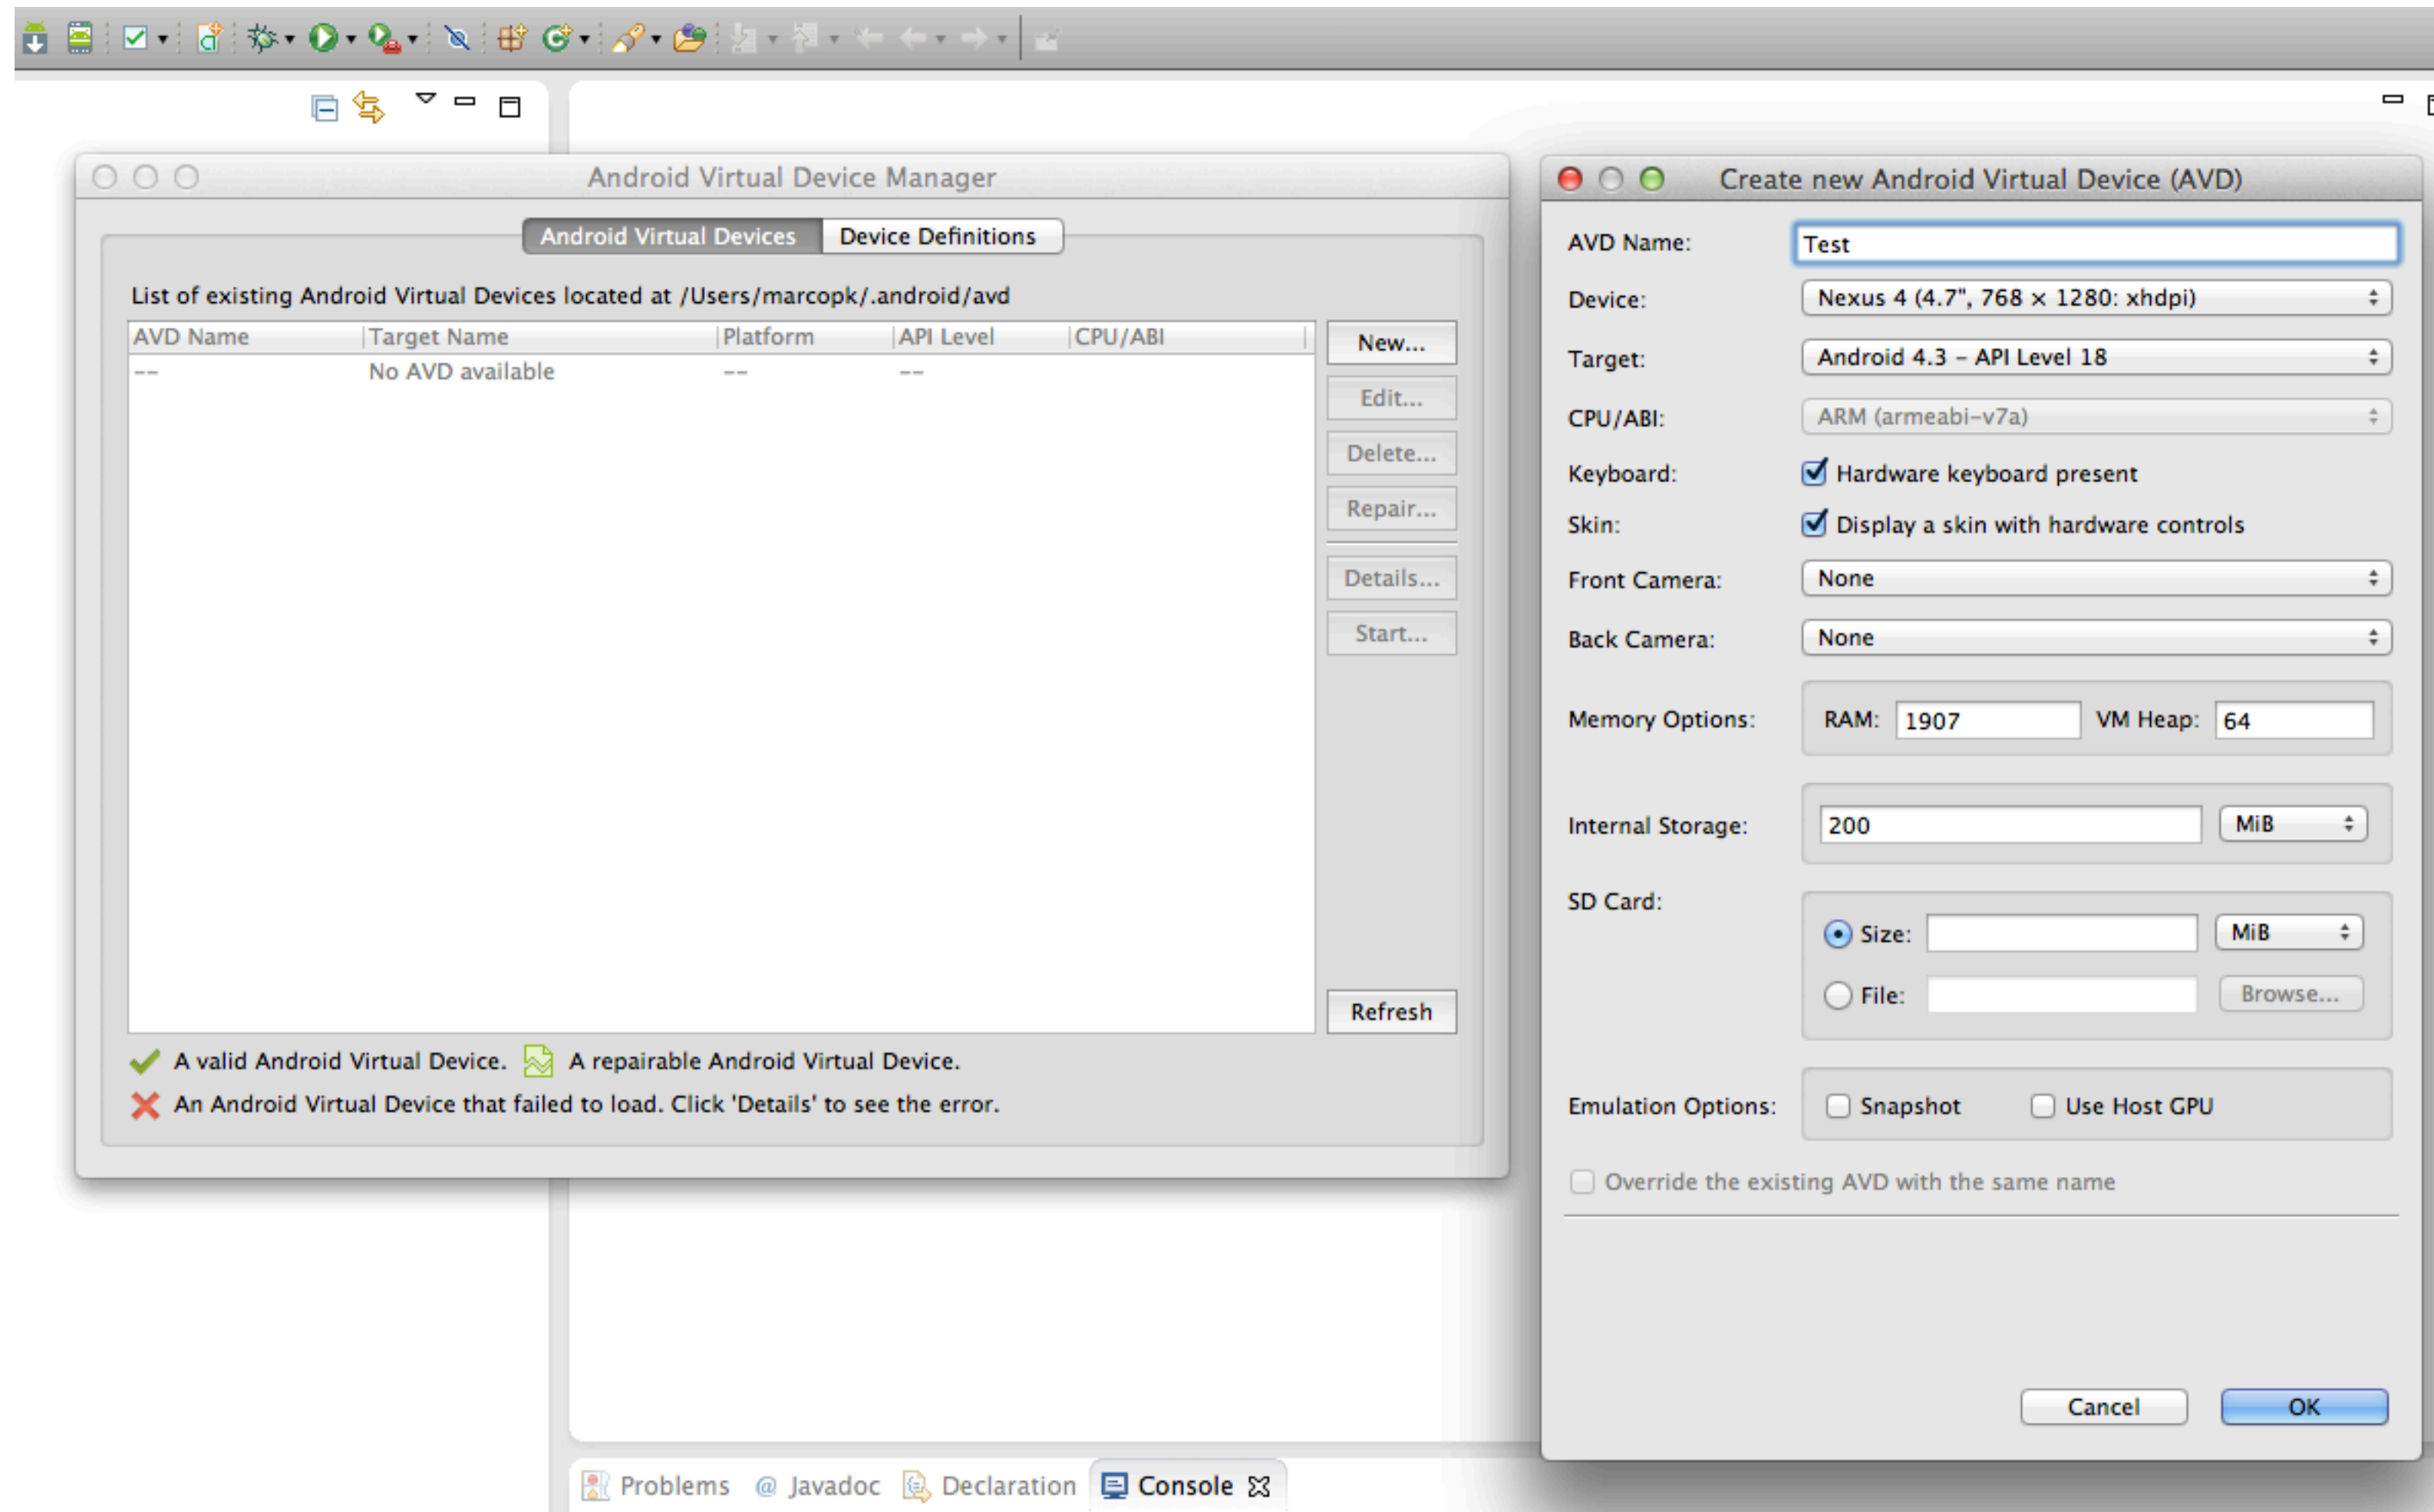 Android Virtual Device Manager
Android Virtual Devices Device Definitions
List of existing Android Virtual Devices located at /Users/marcopk/.android/avd
AVD Name Target Name Platform API Level CPU/ABI
-- No AVD available -- --
New...
Edit...
Delete...
Repair...
Details...
Start...
Refresh
A valid Android Virtual Device. A repairable Android Virtual Device.
An Android Virtual Device that failed to load. Click 'Details' to see the error.
Create new Android Virtual Device (AVD)
AVD Name: Test
Device: Nexus 4 (4.7", 768 × 1280: xhdpi)
Target: Android 4.3 – API Level 18
CPU/ABI: ARM (armeabi-v7a)
Keyboard: Hardware keyboard present
Skin: Display a skin with hardware controls
Front Camera: None
Back Camera: None
Memory Options: RAM: 1907 VM Heap: 64
Internal Storage: 200 MiB
SD Card:
Size: MiB
File: Browse...
Emulation Options: Snapshot Use Host GPU
Override the existing AVD with the same name
Cancel OK
Problems @ Javadoc Declaration Console